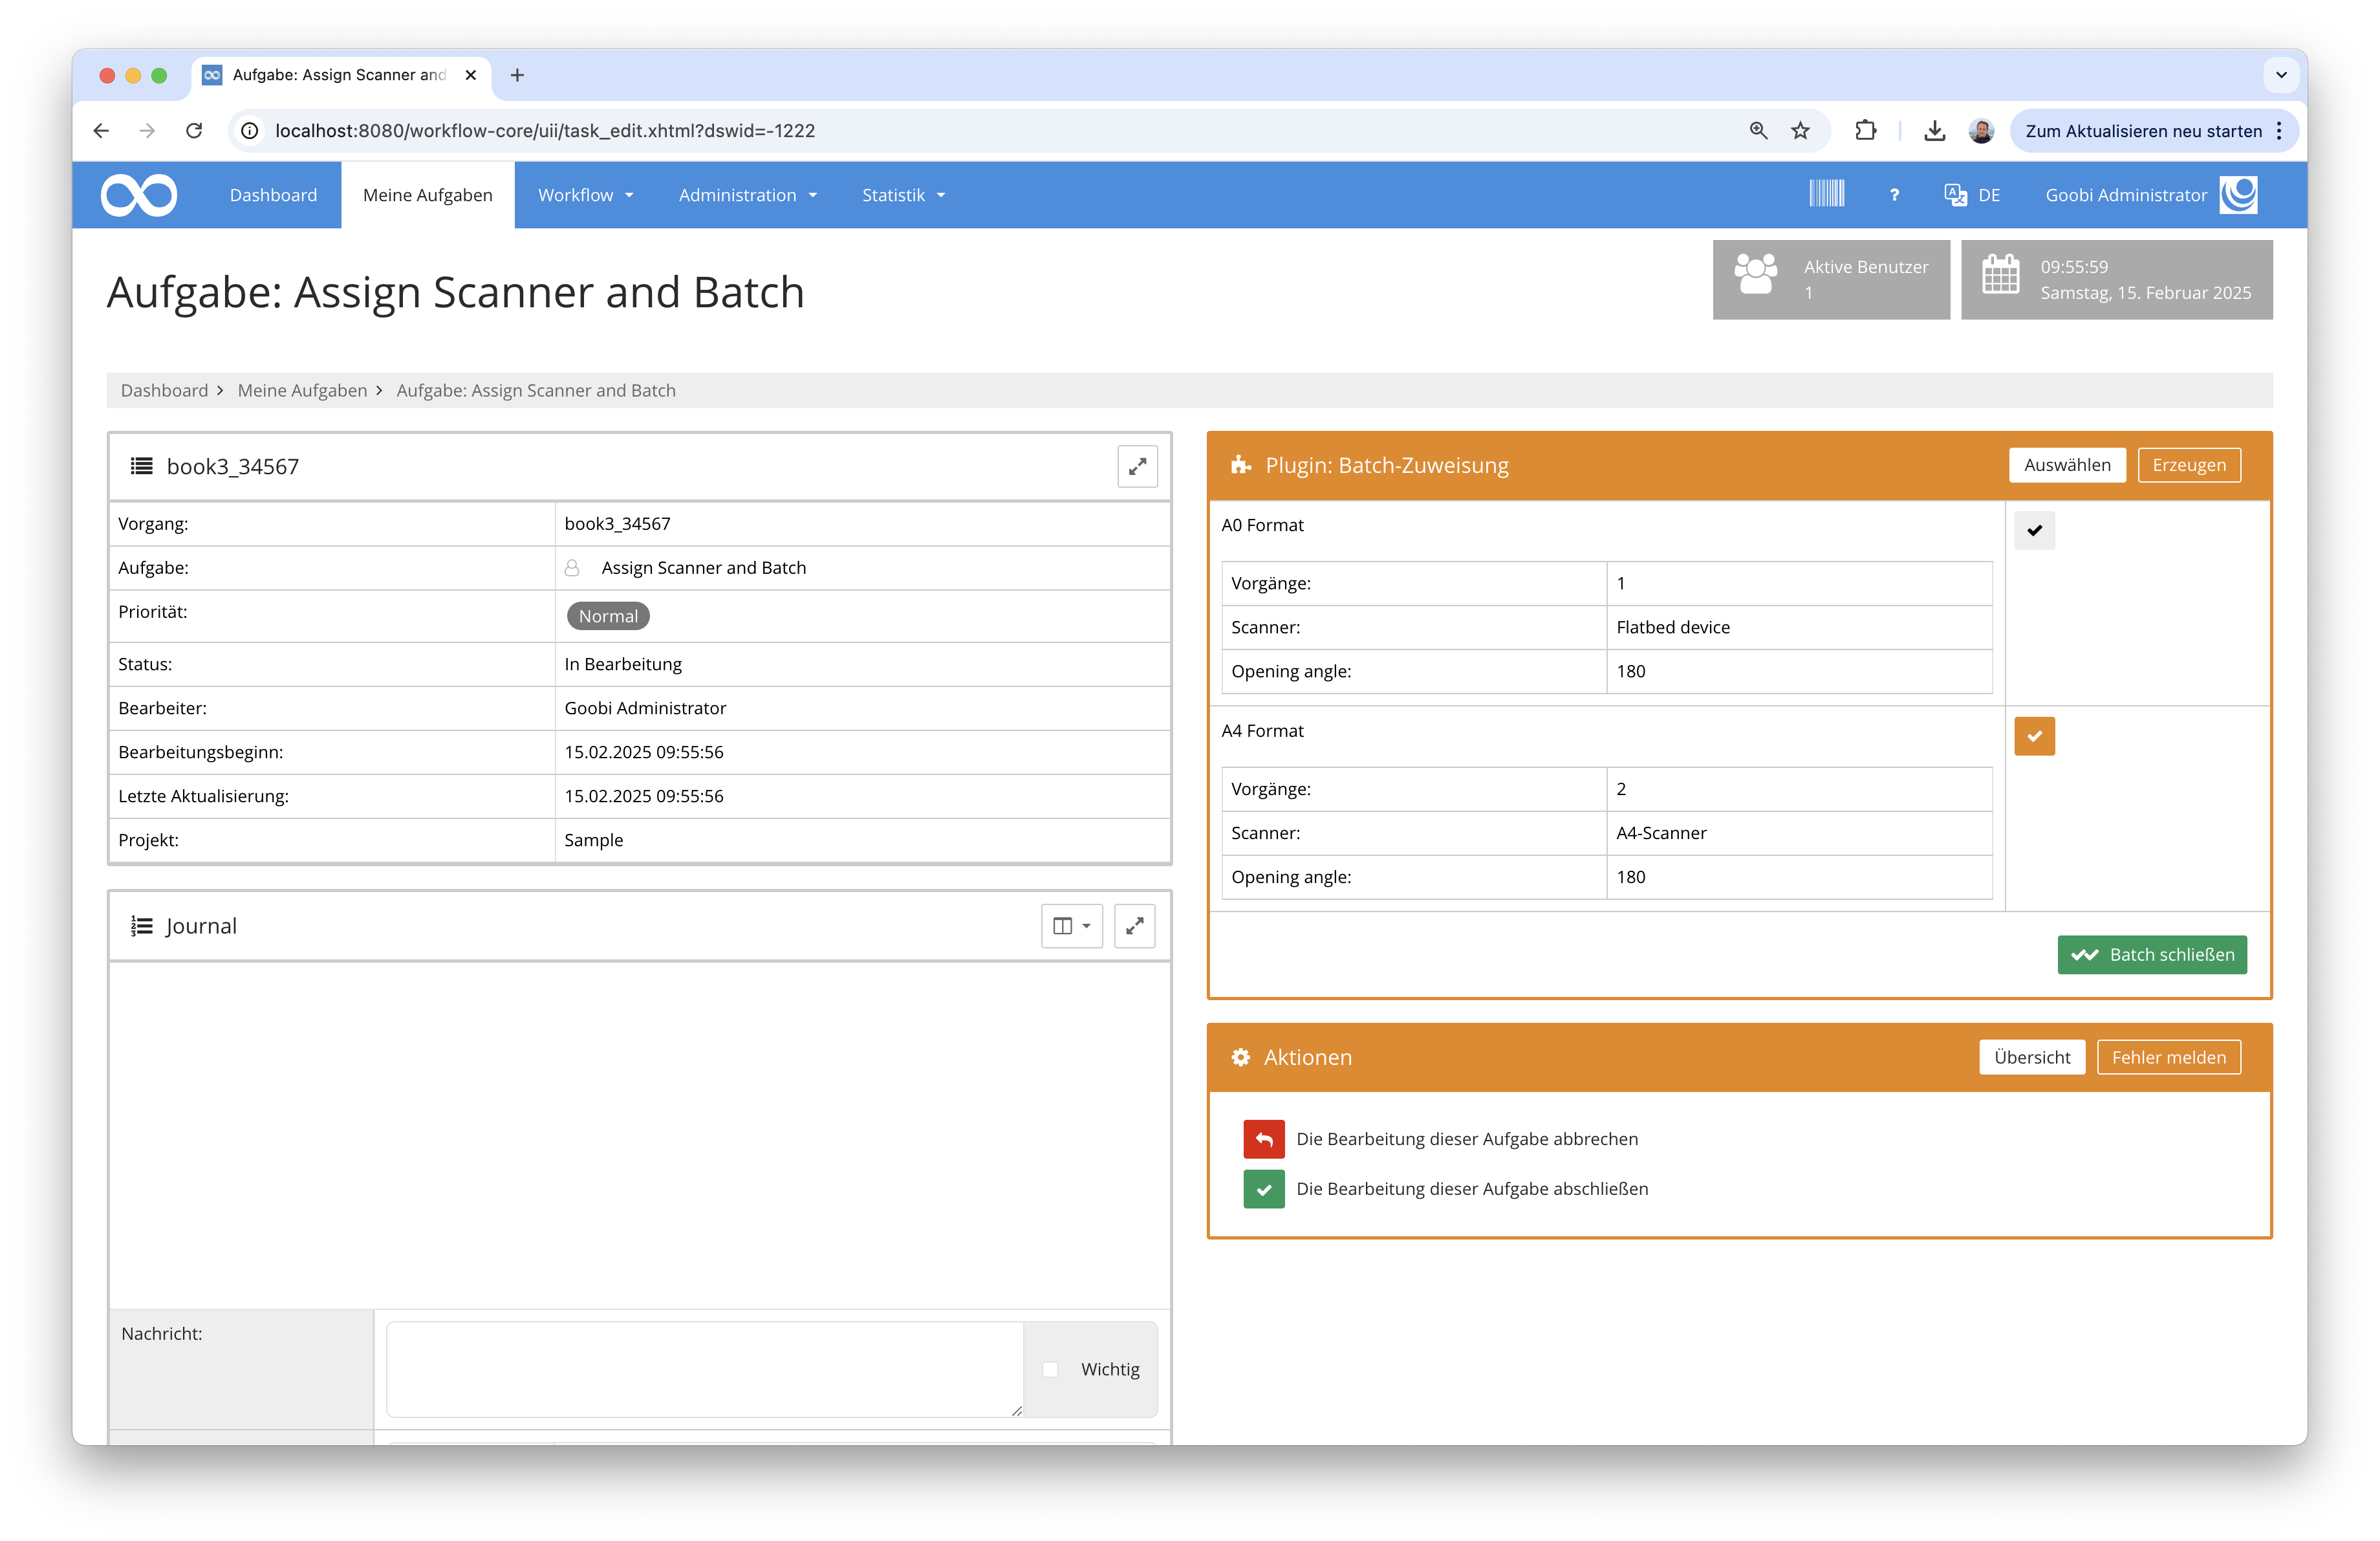 Aufgabe: Assign Scanner and
localhost:8080/workflow-core/uii/task_edit.xhtml?dswid=-1222
Zum Aktualisieren neu starten
Dashboard
Meine Aufgaben
Workflow
Administration
Statistik
?
DE
Goobi Administrator
Aufgabe: Assign Scanner and Batch
Aktive Benutzer
1
09:55:59
Samstag, 15. Februar 2025
Dashboard > Meine Aufgaben > Aufgabe: Assign Scanner and Batch
book3_34567
Vorgang: book3_34567
Aufgabe: Assign Scanner and Batch
Priorität: Normal
Status: In Bearbeitung
Bearbeiter: Goobi Administrator
Bearbeitungsbeginn: 15.02.2025 09:55:56
Letzte Aktualisierung: 15.02.2025 09:55:56
Projekt: Sample
Journal
Nachricht:
Wichtig
Plugin: Batch-Zuweisung
Auswählen
Erzeugen
A0 Format
Vorgänge: 1
Scanner: Flatbed device
Opening angle: 180
A4 Format
Vorgänge: 2
Scanner: A4-Scanner
Opening angle: 180
Batch schließen
Aktionen
Übersicht
Fehler melden
Die Bearbeitung dieser Aufgabe abbrechen
Die Bearbeitung dieser Aufgabe abschließen